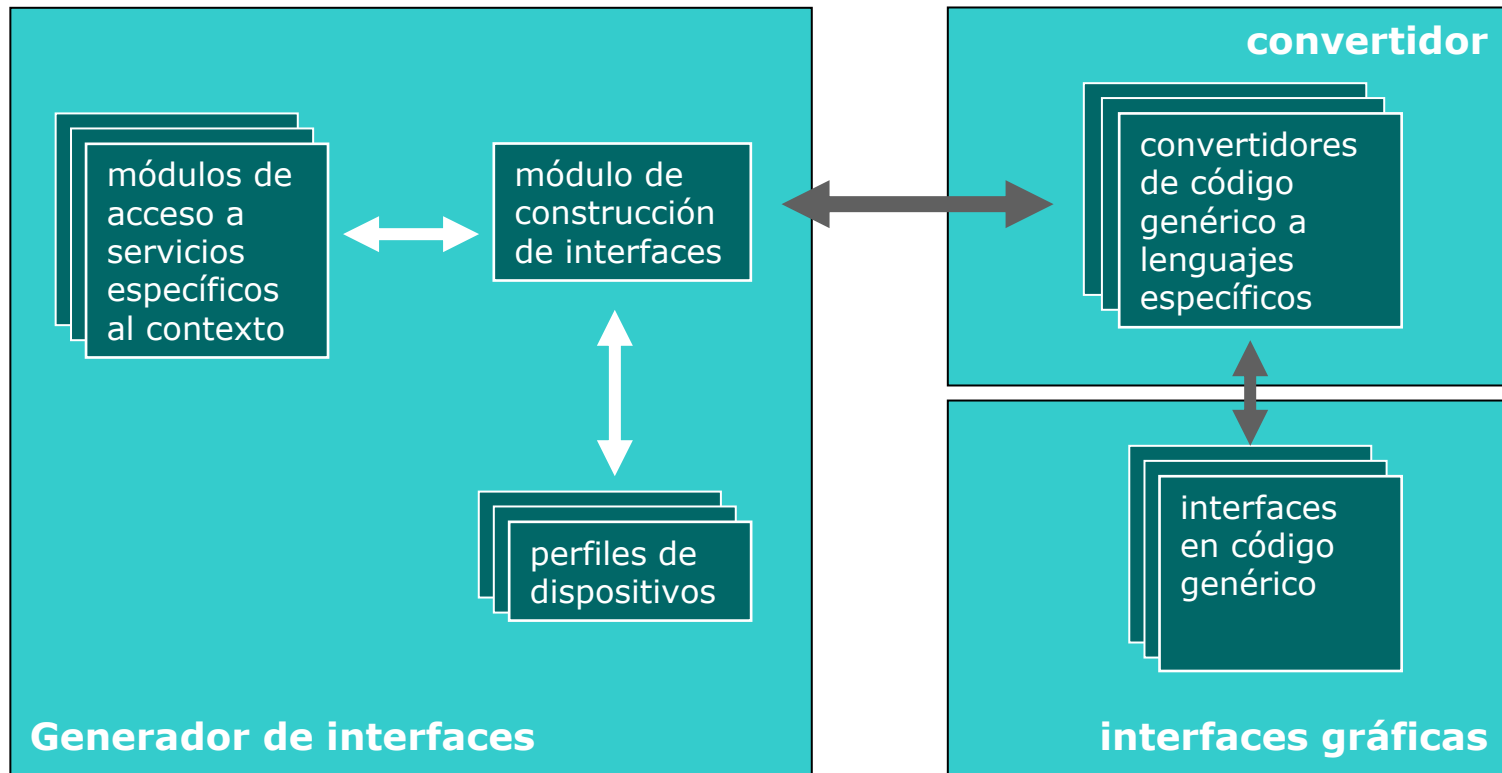 módulos de
acceso a
servicios
específicos
al contexto
módulo de
construcción
de interfaces
perfiles de
dispositivos
Generador de interfaces
convertidor
convertidores
de código
genérico a
lenguajes
específicos
interfaces
en código
genérico
interfaces gráficas